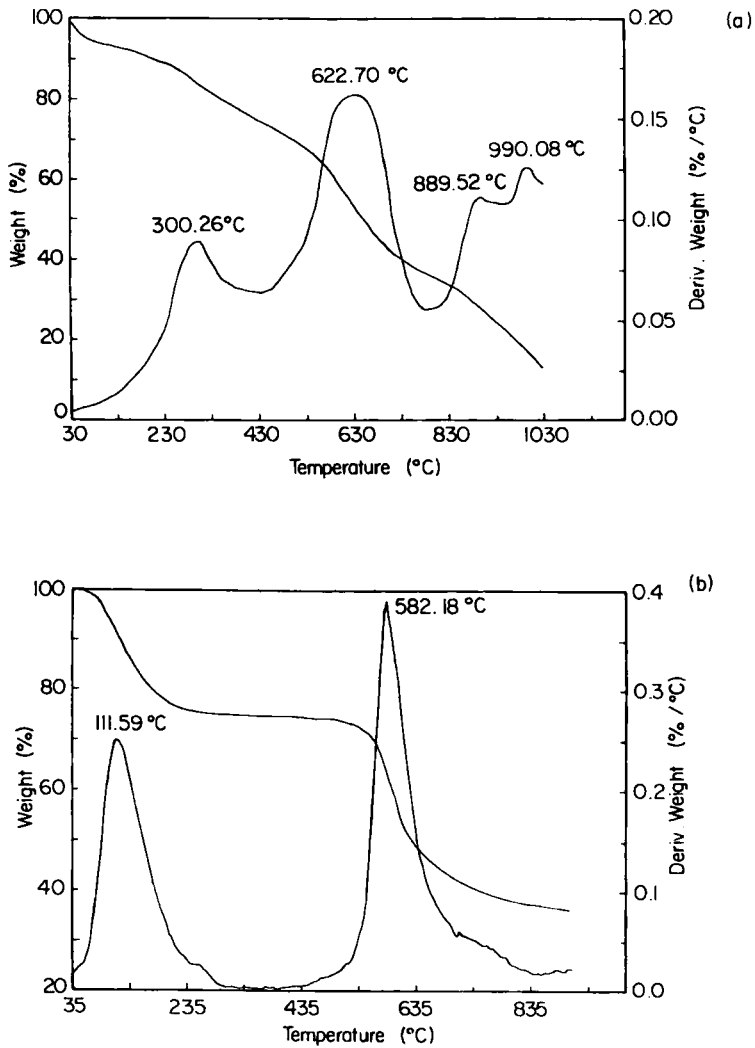 (a)
100
80
60
40
20
0
Weight (%)
0.20
0.15
0.10
0.05
0.00
Deriv. Weight (%/°C)
300.26°C
622.70 °C
889.52 °C
990.08°C
30
230
430
630
830
1030
Temperature (°C)
(b)
100
80
60
40
20
Weight (%)
0.4
0.3
0.2
0.1
0.0
Deriv. Weight (%/°C)
111.59 °C
582.18 °C
35
235
435
635
835
Temperature (°C)